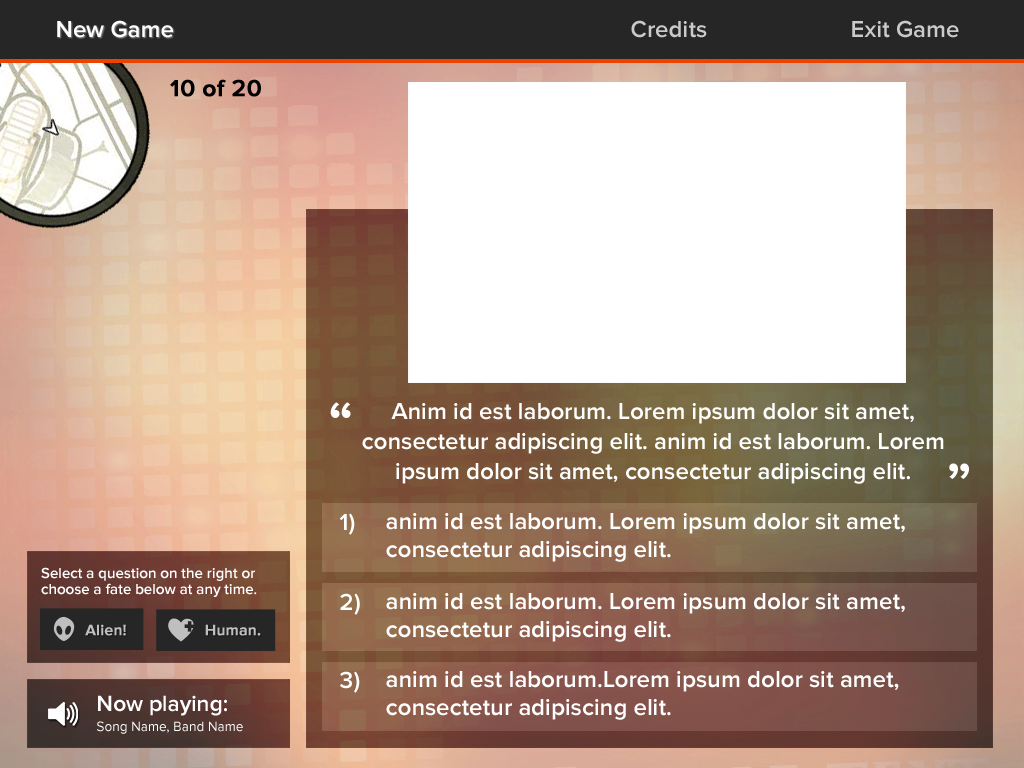 New Game
Credits
Exit Game
10 of 20
“ Anim id est laborum. Lorem ipsum dolor sit amet,
consectetur adipiscing elit. anim id est laborum. Lorem
ipsum dolor sit amet, consectetur adipiscing elit. ”
1) anim id est laborum. Lorem ipsum dolor sit amet,
consectetur adipiscing elit.
2) anim id est laborum. Lorem ipsum dolor sit amet,
consectetur adipiscing elit.
3) anim id est laborum.Lorem ipsum dolor sit amet,
consectetur adipiscing elit.
Select a question on the right or
choose a fate below at any time.
Alien!
Human.
Now playing:
Song Name, Band Name